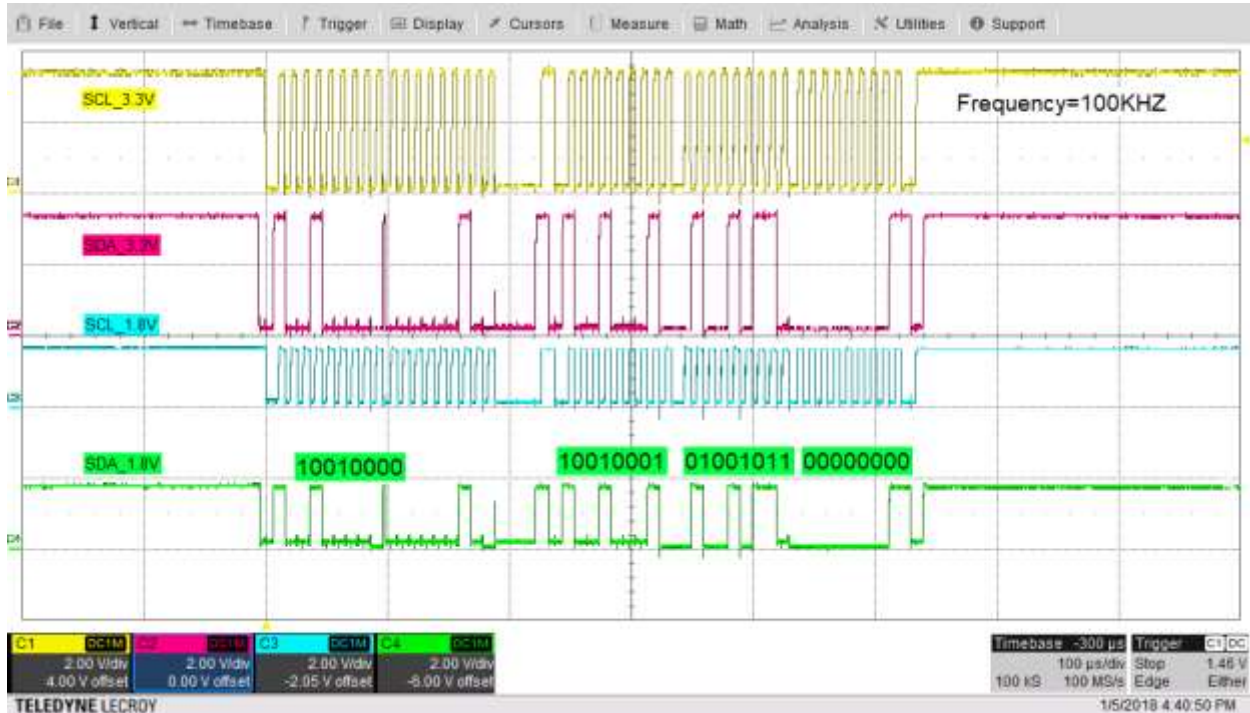 File Vertical Timebase Trigger Display Cursors Measure Math Analysis Utilities Support
SCL_3.3V
Frequency=100KHZ
SDA_3.3V
SCL_1.8V
SDA_1.8V
10010000 10010001 01001011 00000000
C1 DC1M C2 DC1M C3 DC1M C4 DC1M Timebase -300 µs Trigger C1 DC
2.00 V/div 2.00 V/div 2.00 V/div 2.00 V/div 100 µs/div Stop 1.46 V
4.00 V offset 0.00 V offset -2.05 V offset -6.00 V offset 100 kS 100 MS/s Edge Either
TELEDYNE LECROY 1/5/2018 4:40:50 PM